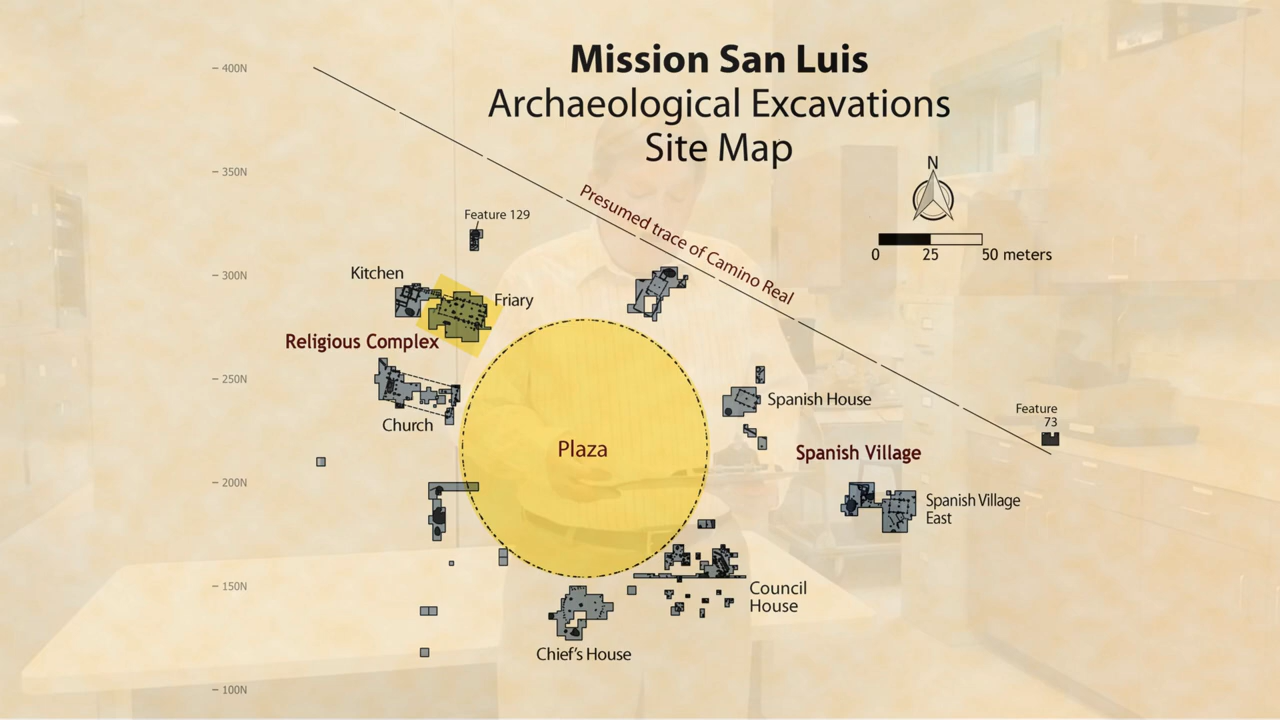 Mission San Luis
Archaeological Excavations
Site Map
400N
350N
300N
250N
200N
150N
100N
N
0 25 50 meters
Presumed trace of Camino Real
Feature 129
Kitchen
Friary
Religious Complex
Church
Plaza
Spanish House
Feature
73
Spanish Village
Spanish Village
East
Council
House
Chief's House